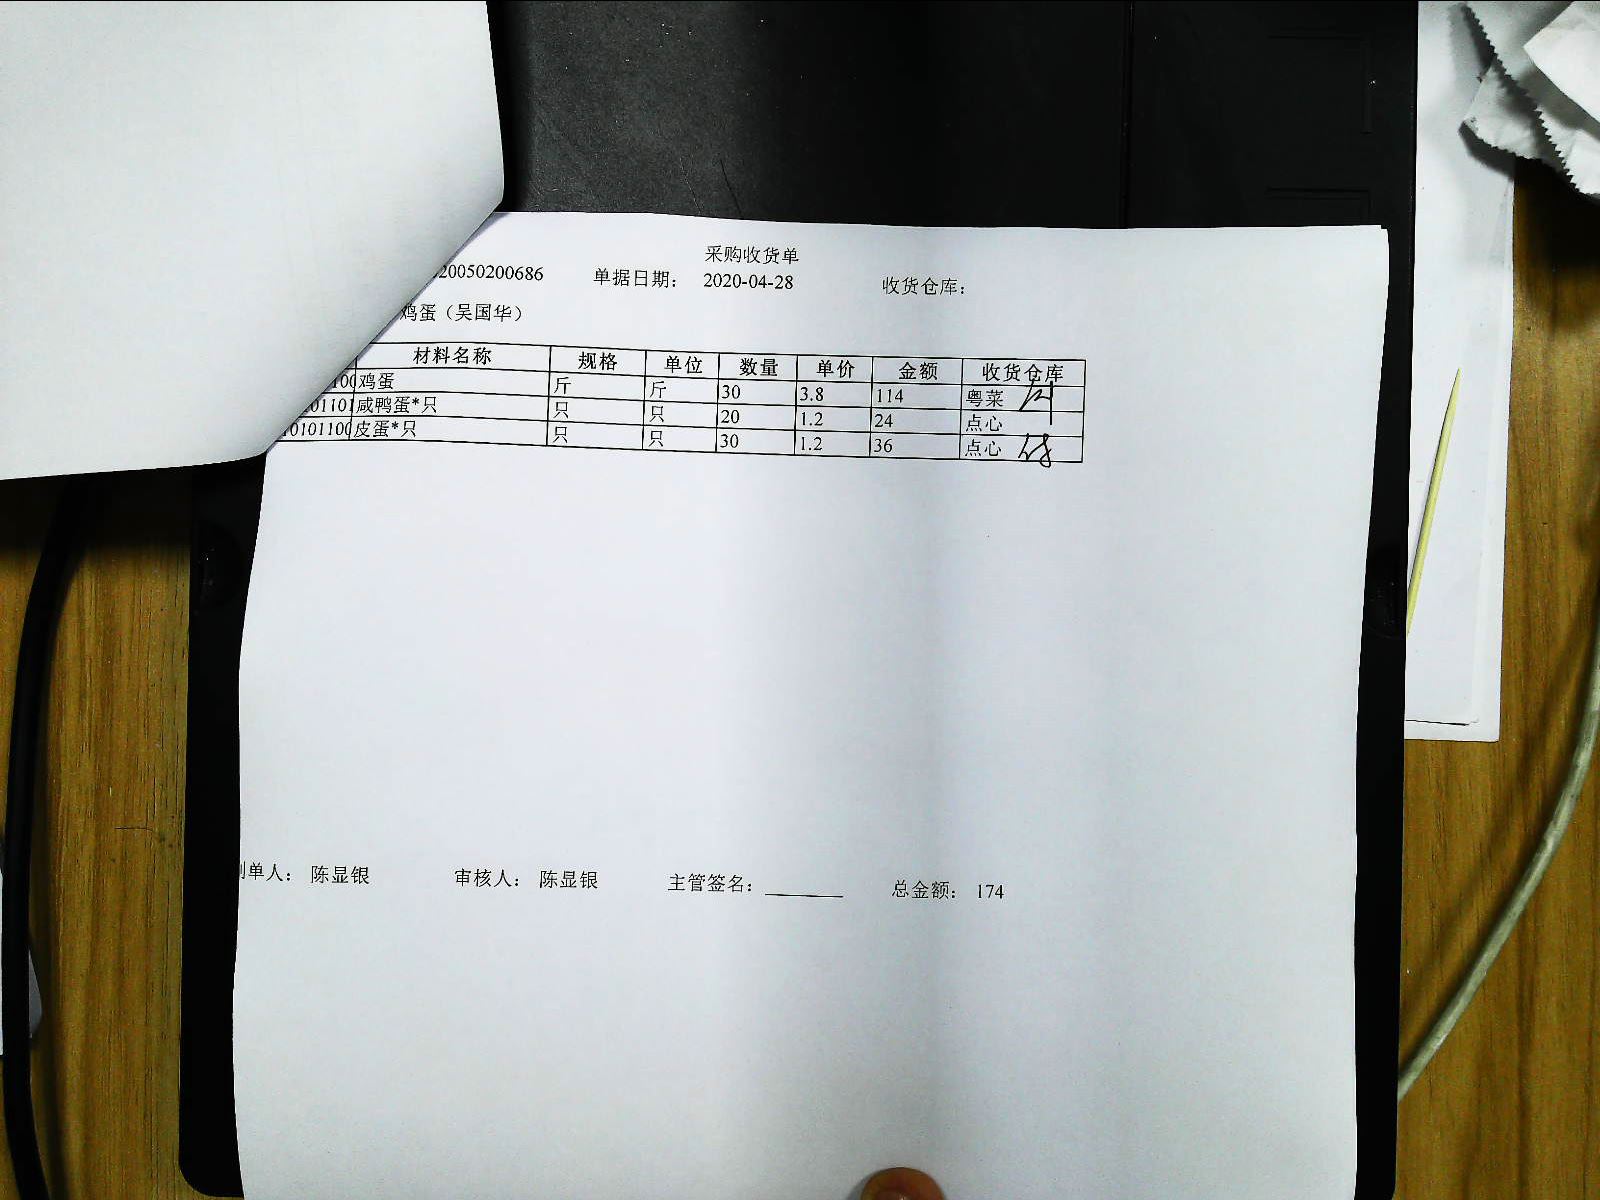 采购收货单
20050200686 单据日期： 2020-04-28 收货仓库：
鸡蛋（吴国华）
材料名称 规格 单位 数量 单价 金额 收货仓库
100 鸡蛋 斤 斤 30 3.8 114 粤菜
01101 咸鸭蛋*只 只 只 20 1.2 24 点心
0101100 皮蛋*只 只 只 30 1.2 36 点心
单人： 陈显银 审核人： 陈显银 主管签名： 总金额： 174